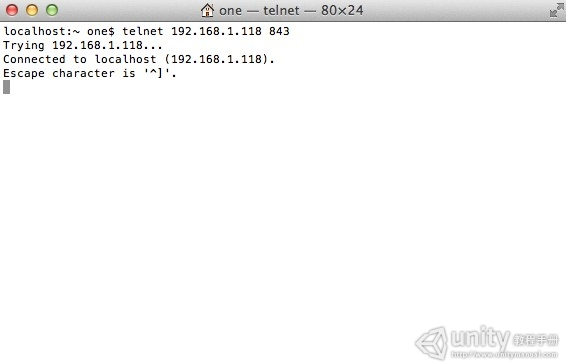 one — telnet — 80×24
localhost:~ one$ telnet 192.168.1.118 843
Trying 192.168.1.118...
Connected to localhost (192.168.1.118).
Escape character is '^]'.
unity 教程手册
http://www.unitymanual.com